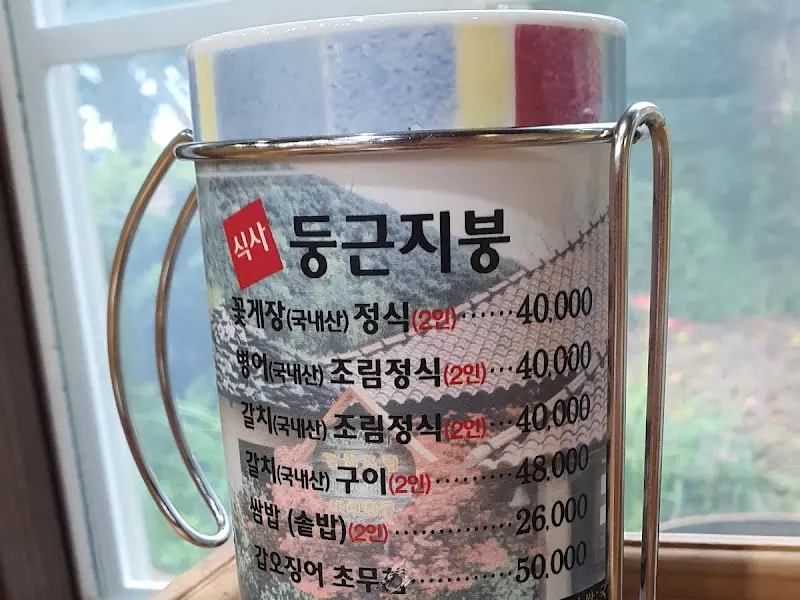 식사 둥근지붕
꽃게장(국내산) 정식(2인)······40,000
병어(국내산) 조림정식(2인)···40,000
갈치(국내산) 조림정식(2인)···40,000
갈치(국내산) 구이(2인)·········48,000
쌈밥 (솥밥)(2인)··············26,000
갑오징어 ··············50,000